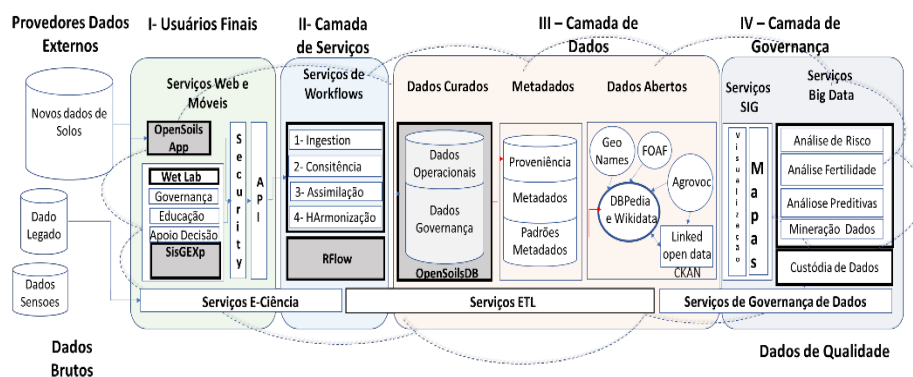 Provedores Dados
Externos
Novos dados de
Solos
Dado
Legado
Dados
Sensoes
Dados
Brutos
I- Usuários Finais
Serviços Web e
Móveis
OpenSoils
App
Wet Lab
Governança
Educação
Apoio Decisão
SisGEXp
Security
API
II- Camada
de Serviços
Serviços de
Workflows
1- Ingestion
2- Consitência
3- Assimilação
4- HArmonização
RFlow
III – Camada de
Dados
Dados Curados
Dados
Operacionais
Dados
Governança
OpenSoilsDB
Metadados
Proveniência
Metadados
Padrões
Metadados
Dados Abertos
Geo
Names
FOAF
Agrovoc
DBPedia
e Wikidata
Linked
open data
CKAN
IV – Camada de
Governança
Serviços
SIG
Mapas
Serviços
Big Data
Análise de Risco
Análise Fertilidade
Análiose Preditivas
Mineração Dados
Custódia de Dados
Serviços E-Ciência
Serviços ETL
Serviços de Governança de Dados
Dados de Qualidade